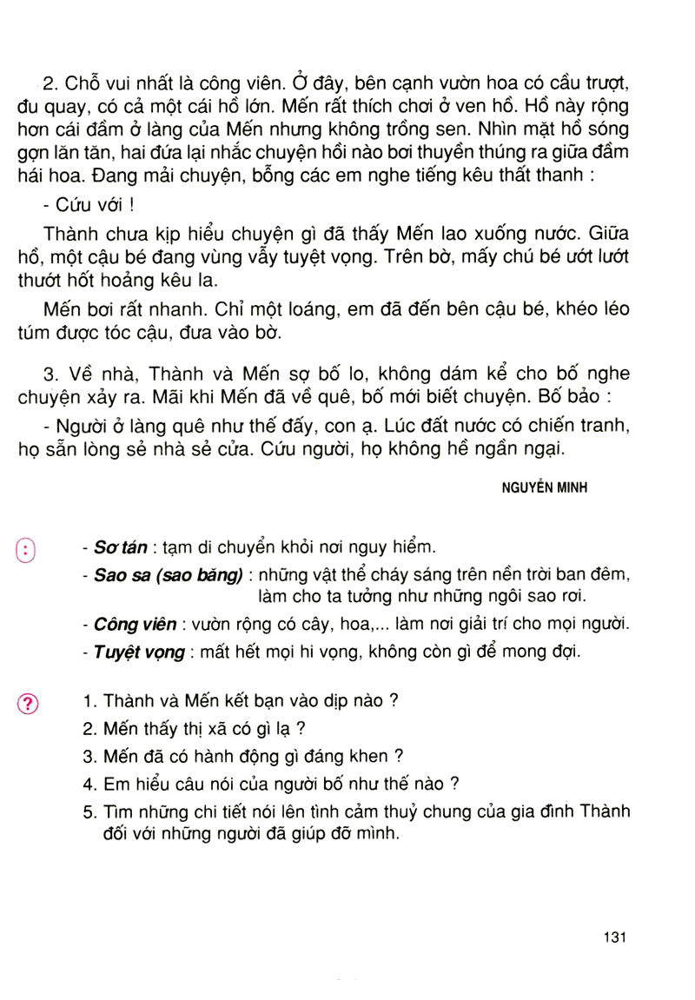 2. Chỗ vui nhất là công viên. Ở đây, bên cạnh vườn hoa có cầu trượt,
đu quay, có cả một cái hồ lớn. Mến rất thích chơi ở ven hồ. Hồ này rộng
hơn cái đầm ở làng của Mến nhưng không trồng sen. Nhìn mặt hồ sóng
gợn lăn tăn, hai đứa lại nhắc chuyện hồi nào bơi thuyền thúng ra giữa đầm
hái hoa. Đang mải chuyện, bỗng các em nghe tiếng kêu thất thanh :
- Cứu với !
Thành chưa kịp hiểu chuyện gì đã thấy Mến lao xuống nước. Giữa
hồ, một cậu bé đang vùng vẫy tuyệt vọng. Trên bờ, mấy chú bé ướt lướt
thướt hốt hoảng kêu la.
Mến bơi rất nhanh. Chỉ một loáng, em đã đến bên cậu bé, khéo léo
túm được tóc cậu, đưa vào bờ.
3. Về nhà, Thành và Mến sợ bố lo, không dám kể cho bố nghe
chuyện xảy ra. Mãi khi Mến đã về quê, bố mới biết chuyện. Bố bảo :
- Người ở làng quê như thế đấy, con ạ. Lúc đất nước có chiến tranh,
họ sẵn lòng sẻ nhà sẻ cửa. Cứu người, họ không hề ngần ngại.
NGUYỄN MINH
:
- Sơ tán : tạm di chuyển khỏi nơi nguy hiểm.
- Sao sa (sao băng) : những vật thể cháy sáng trên nền trời ban đêm,
làm cho ta tưởng như những ngôi sao rơi.
- Công viên : vườn rộng có cây, hoa,... làm nơi giải trí cho mọi người.
- Tuyệt vọng : mất hết mọi hi vọng, không còn gì để mong đợi.
?
1. Thành và Mến kết bạn vào dịp nào ?
2. Mến thấy thị xã có gì lạ ?
3. Mến đã có hành động gì đáng khen ?
4. Em hiểu câu nói của người bố như thế nào ?
5. Tìm những chi tiết nói lên tình cảm thuỷ chung của gia đình Thành
đối với những người đã giúp đỡ mình.
131